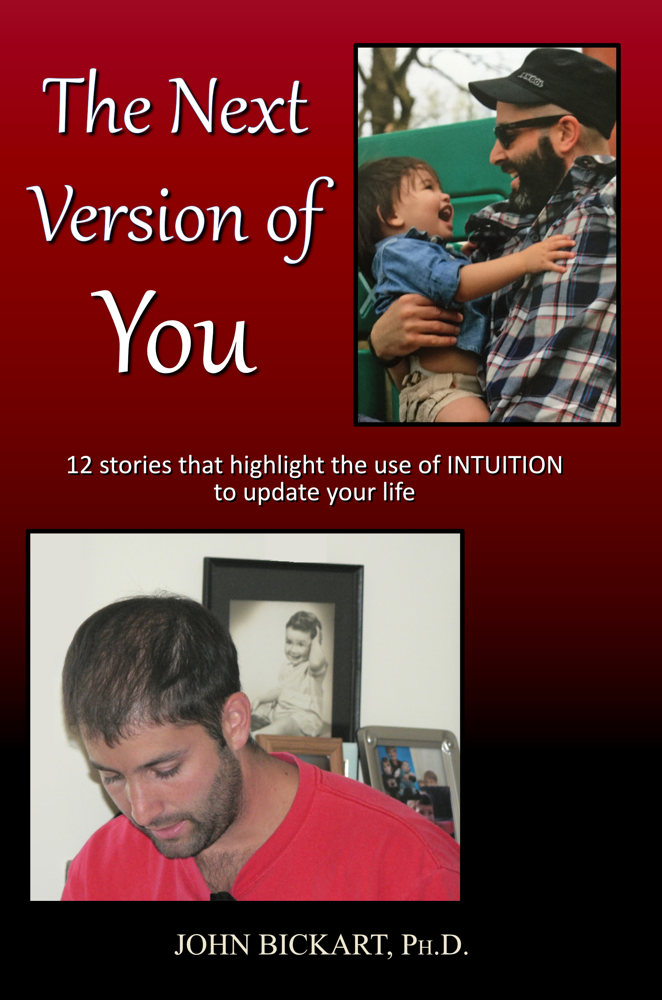 The Next
Version of
You
12 stories that highlight the use of INTUITION
to update your life
JOHN BICKART, PH.D.